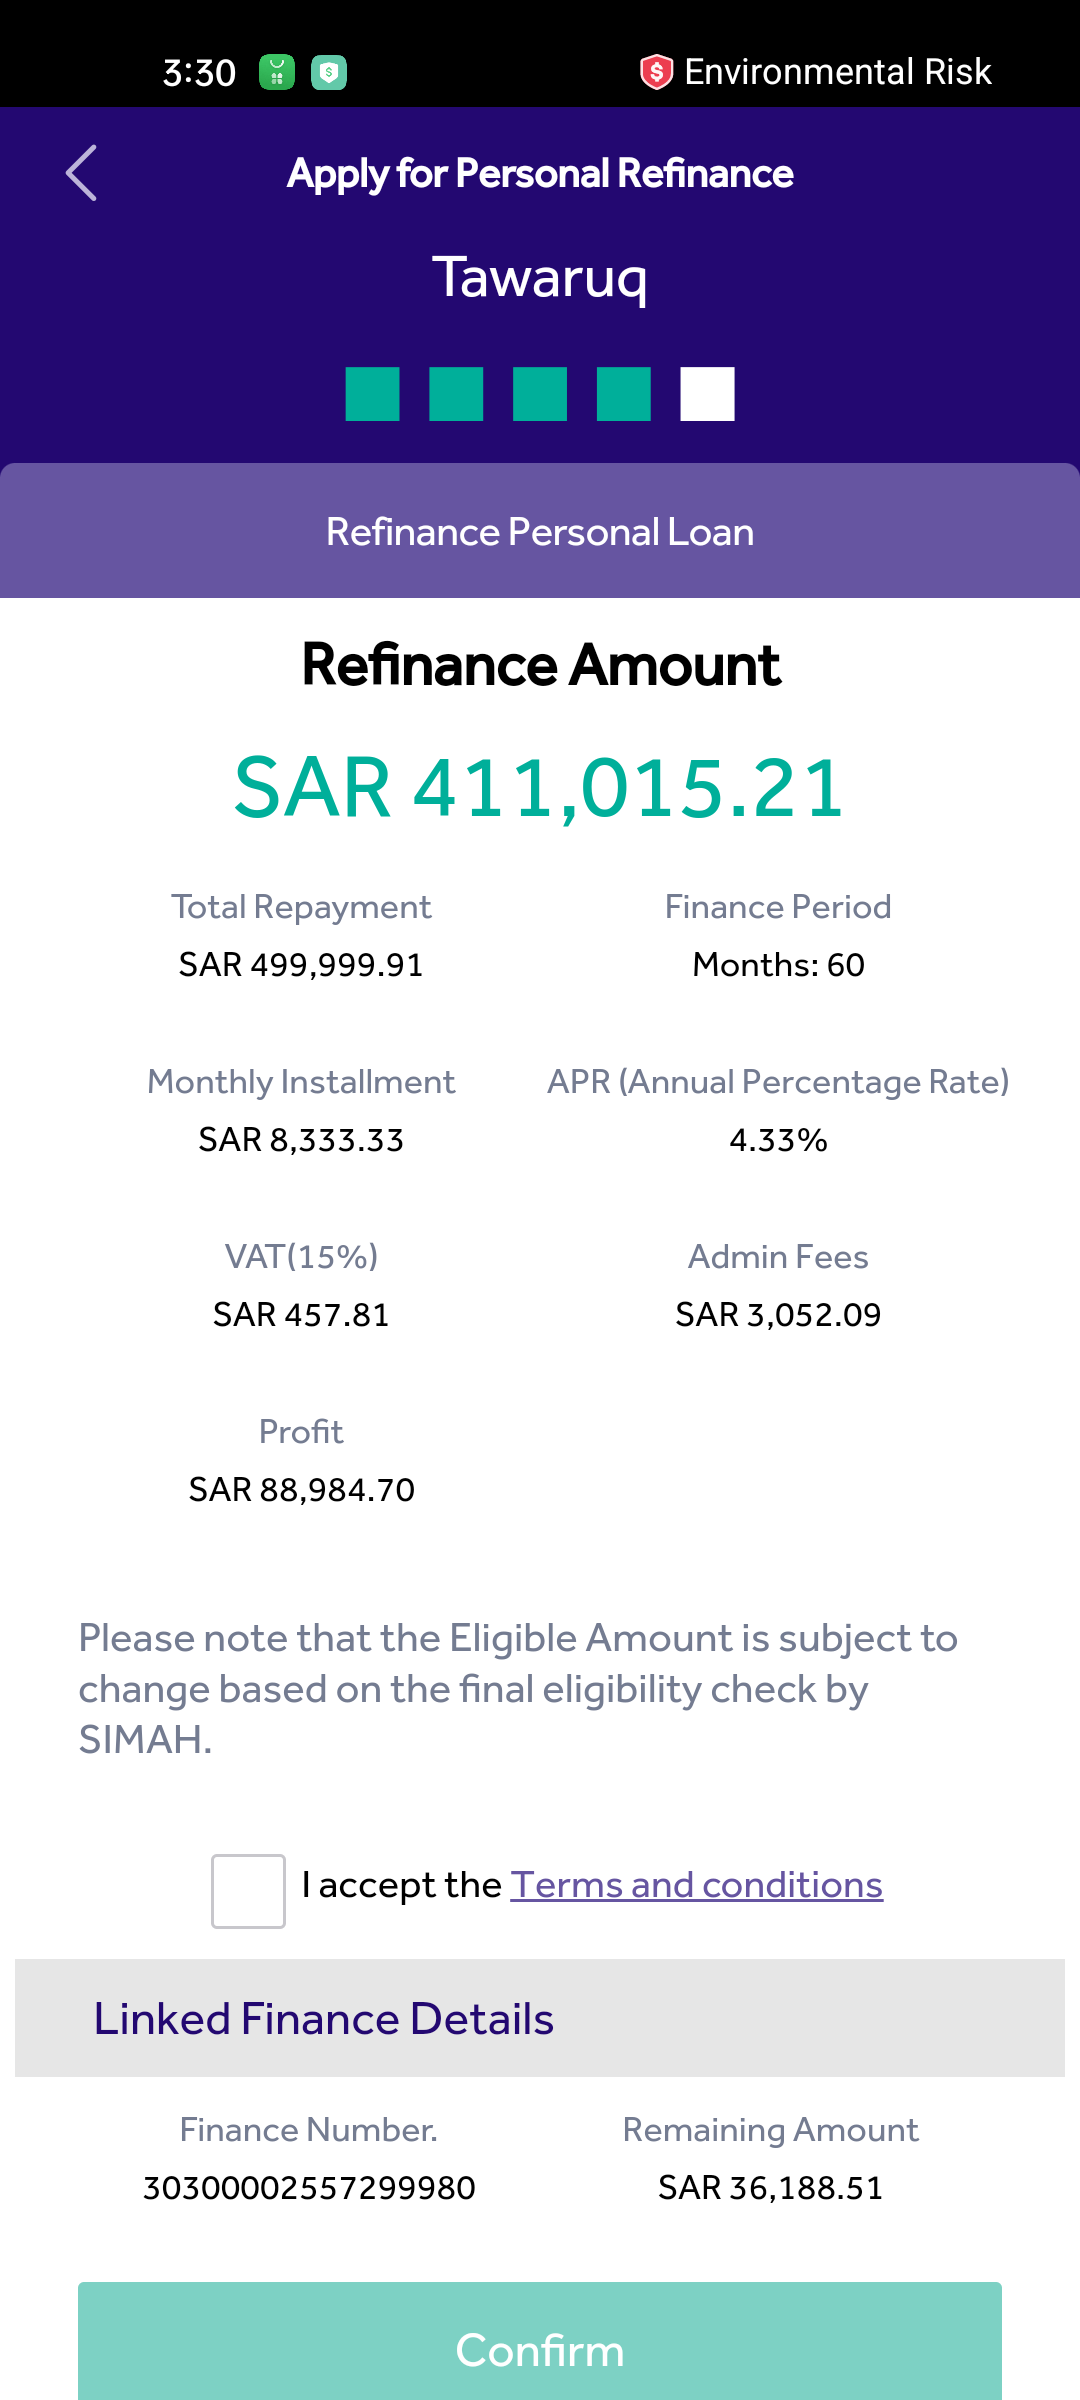 3:30
Environmental Risk
Apply for Personal Refinance
Tawaruq
Refinance Personal Loan
Refinance Amount
SAR 411,015.21
Total Repayment
Finance Period
SAR 499,999.91
Months: 60
Monthly Installment
APR (Annual Percentage Rate)
SAR 8,333.33
4.33%
VAT(15%)
Admin Fees
SAR 457.81
SAR 3,052.09
Profit
SAR 88,984.70
Please note that the Eligible Amount is subject to
change based on the final eligibility check by
SIMAH.
I accept the Terms and conditions
Linked Finance Details
Finance Number.
Remaining Amount
30300002557299980
SAR 36,188.51
Confirm